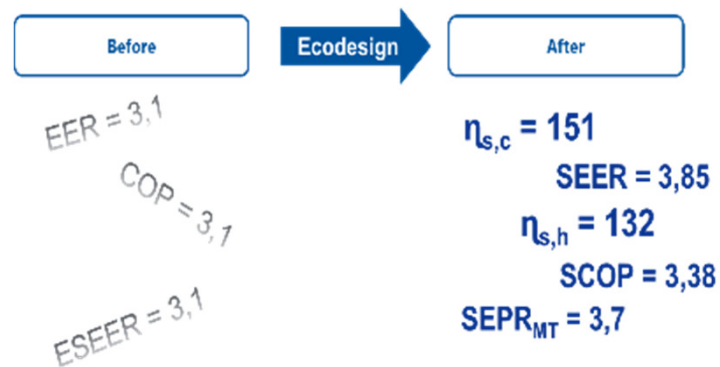 Before
Ecodesign
After
EER = 3,1
COP = 3,1
ESEER = 3,1
ηs,c = 151
SEER = 3,85
ηs,h = 132
SCOP = 3,38
SEPRMT = 3,7